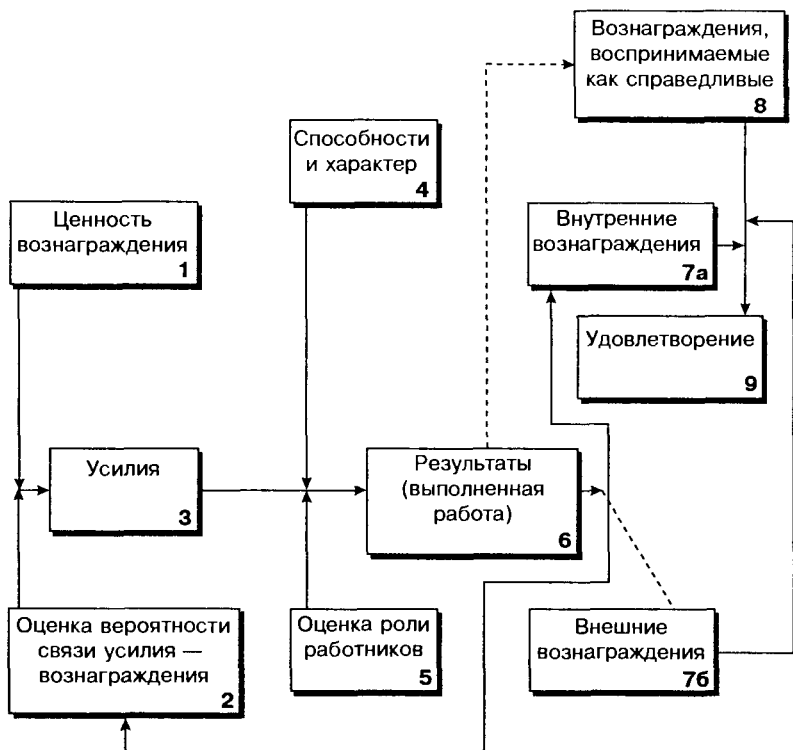 Вознаграждения,
воспринимаемые
как справедливые
8
Способности
и характер
4
Ценность
вознаграждения
1
Внутренние
вознаграждения
7а
Удовлетворение
9
Усилия
3
Результаты
(выполненная
работа)
6
Оценка вероятности
связи усилия —
вознаграждения
2
Оценка роли
работников
5
Внешние
вознаграждения
7б